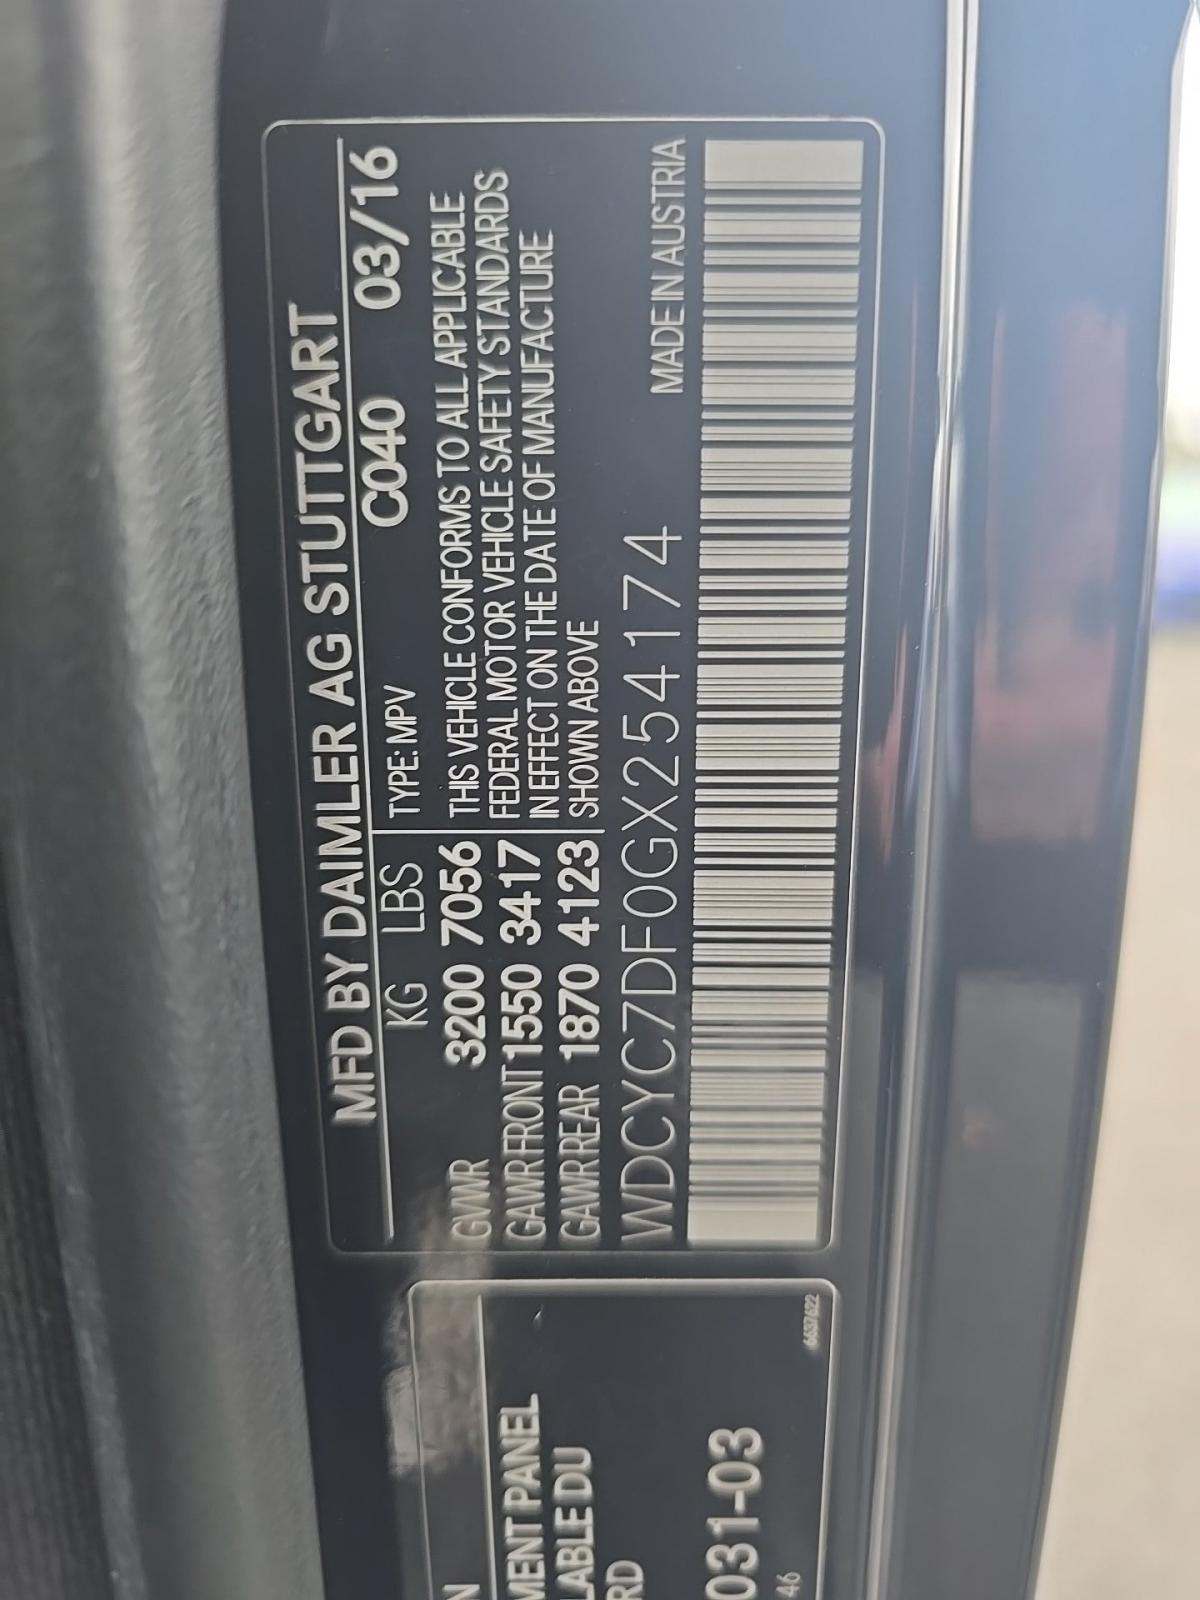 MFD BY DAIMLER AG STUTTGART
KG LBS TYPE: MPV C040 03/16
GVWR 3200 7056 THIS VEHICLE CONFORMS TO ALL APPLICABLE
GAWR FRONT 1550 3417 FEDERAL MOTOR VEHICLE SAFETY STANDARDS
IN EFFECT ON THE DATE OF MANUFACTURE
GAWR REAR 1870 4123 SHOWN ABOVE
WDCYC7DF0GX254174 MADE IN AUSTRIA
N
MENT PANEL
LABLE DU
RD
031-03
46